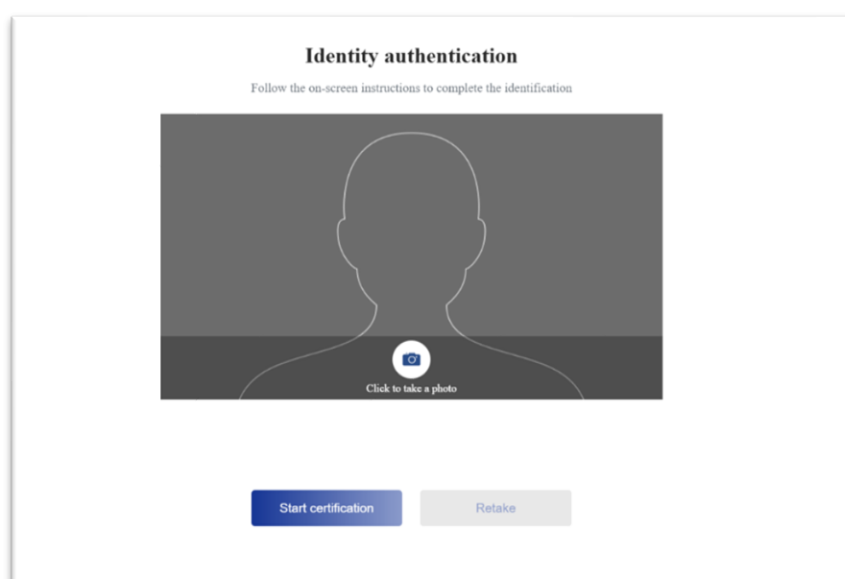 Identity authentication
Follow the on-screen instructions to complete the identification
Click to take a photo
Start certification
Retake